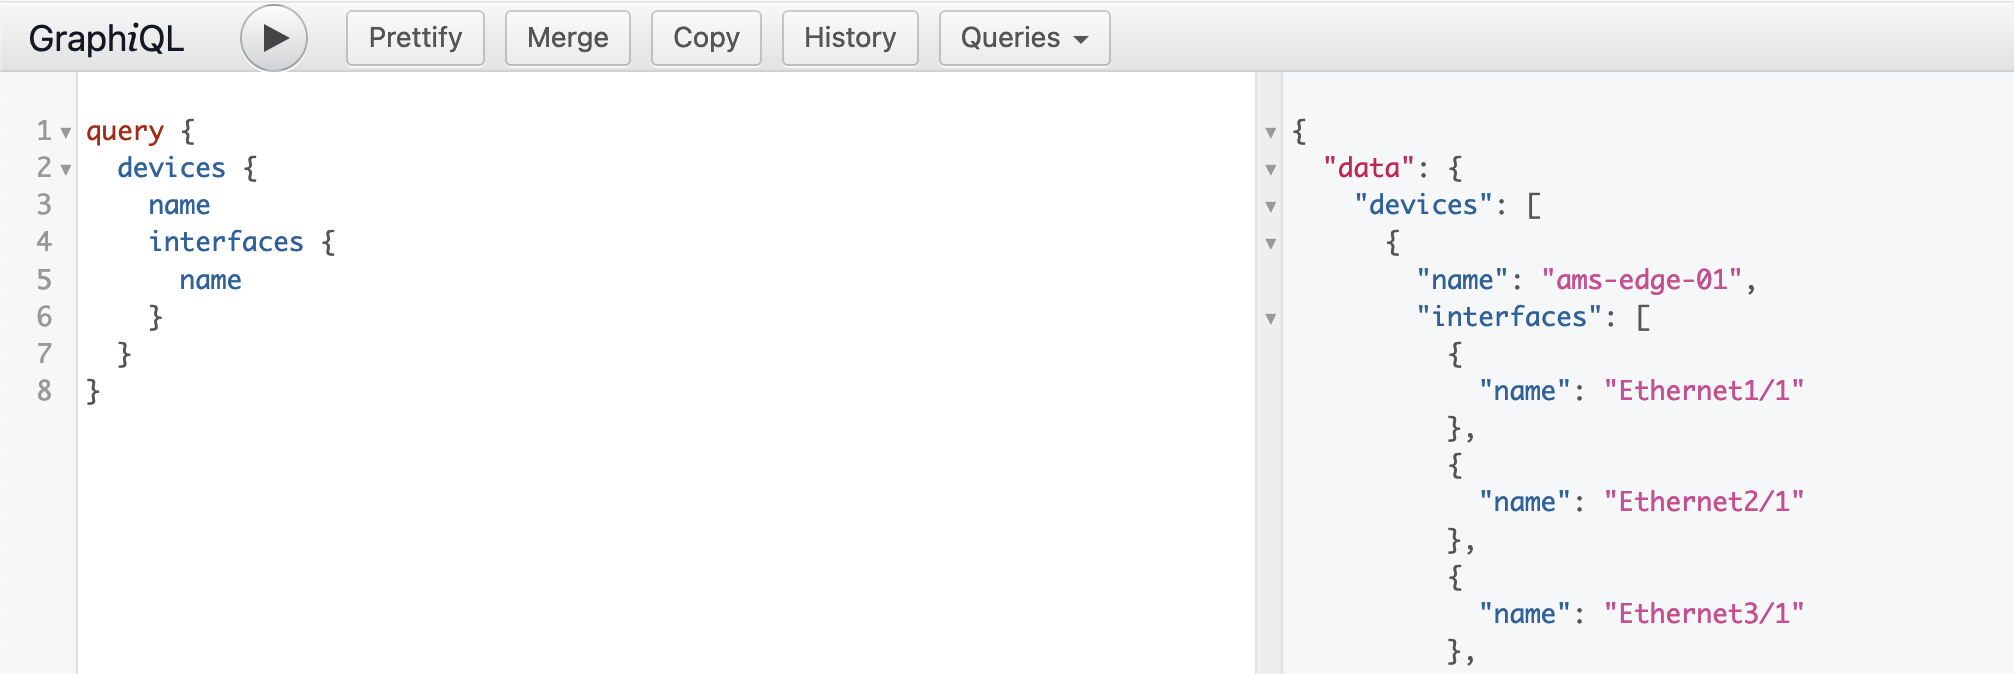 GraphiQL Prettify Merge Copy History Queries
1 query {
2   devices {
3     name
4     interfaces {
5       name
6     }
7   }
8 }
{
  "data": {
    "devices": [
      {
        "name": "ams-edge-01",
        "interfaces": [
          {
            "name": "Ethernet1/1"
          },
          {
            "name": "Ethernet2/1"
          },
          {
            "name": "Ethernet3/1"
          },